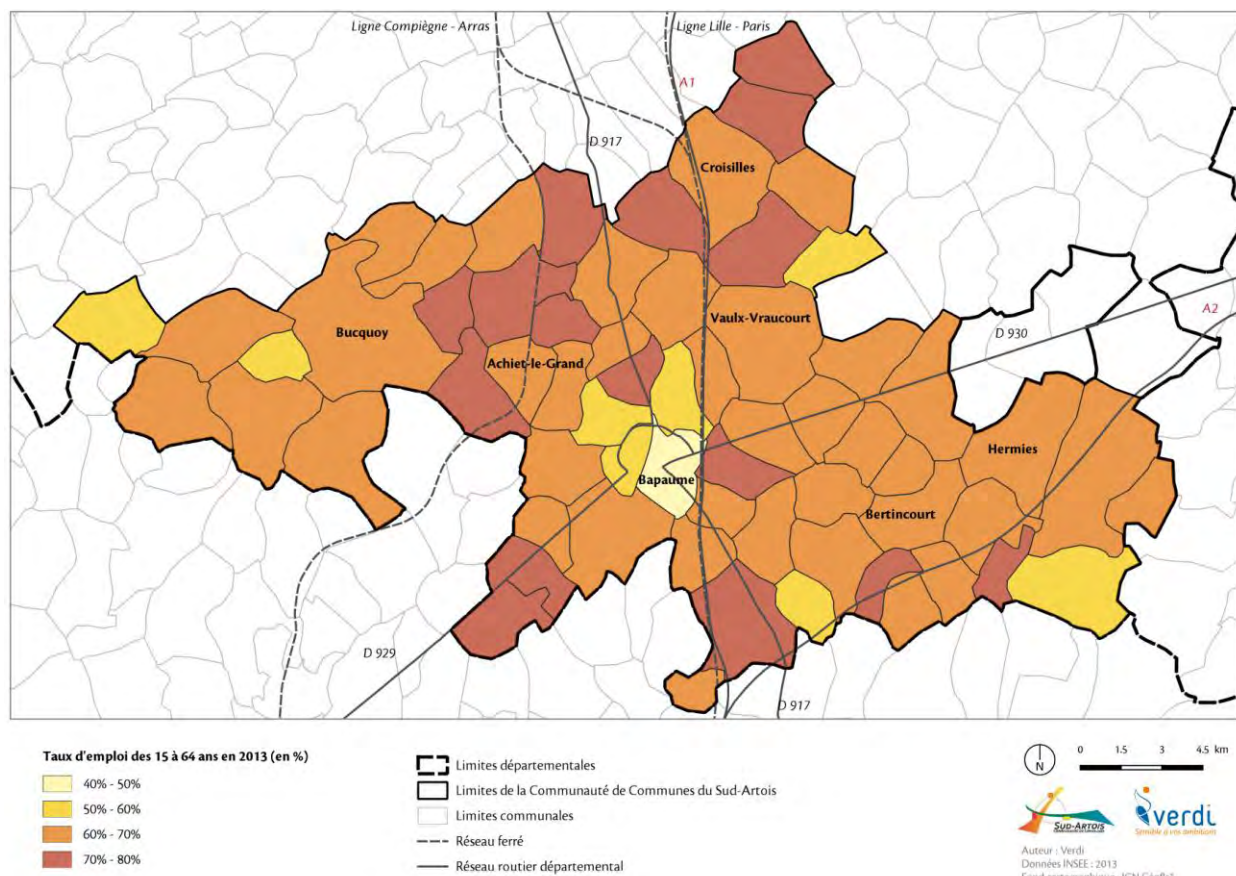 Ligne Compiègne - Arras
Ligne Lille - Paris
A1
D 917
Croisilles
A2
Vaulx-Vraucourt
D 930
Bucquoy
Achiet-le-Grand
Hermies
Bapaume
Bertincourt
D 929
D 917
Taux d'emploi des 15 à 64 ans en 2013 (en %)
40% - 50%
50% - 60%
60% - 70%
70% - 80%
Limites départementales
Limites de la Communauté de Communes du Sud-Artois
Limites communales
Réseau ferré
Réseau routier départemental
N
0 1.5 3 4.5 km
SUD-ARTOIS
verdi
Sensible à vos ambitions
Auteur : Verdi
Données INSEE : 2013